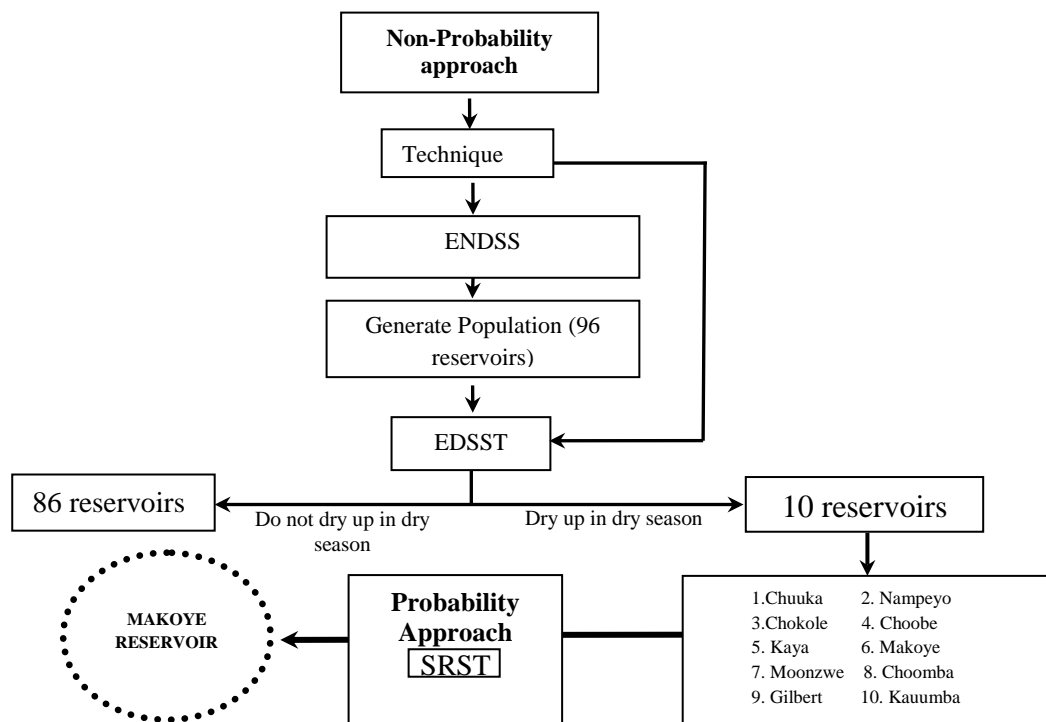 Non-Probability
approach
Technique
ENDSS
Generate Population (96
reservoirs)
EDSST
86 reservoirs
Do not dry up in dry
season
Dry up in dry season
10 reservoirs
MAKOYE
RESERVOIR
Probability
Approach
SRST
1.Chuuka 2. Nampeyo
3.Chokole 4. Choobe
5. Kaya 6. Makoye
7. Moonzwe 8. Choomba
9. Gilbert 10. Kauumba